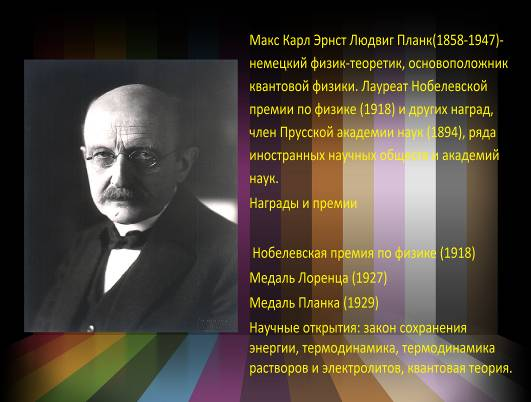 Макс Карл Эрнст Людвиг Планк(1858-1947)-
немецкий физик-теоретик, основоположник
квантовой физики. Лауреат Нобелевской
премии по физике (1918) и других наград,
член Прусской академии наук (1894), ряда
иностранных научных обществ и академий
наук.
Награды и премии
Нобелевская премия по физике (1918)
Медаль Лоренца (1927)
Медаль Планка (1929)
Научные открытия: закон сохранения
энергии, термодинамика, термодинамика
растворов и электролитов, квантовая теория.